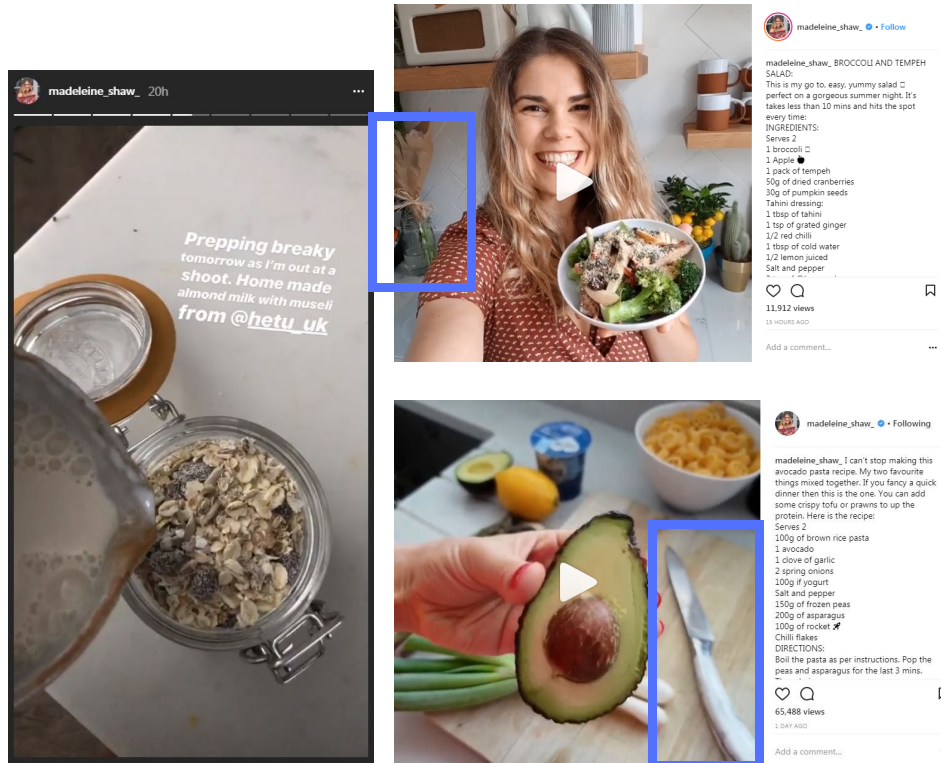 madeleine_shaw_ 20h
Prepping breaky
tomorrow as I'm out at a
shoot. Home made
almond milk with museli
from @hetu_uk
madeleine_shaw_ • Follow
madeleine_shaw_ BROCCOLI AND TEMPEH
SALAD:
This is my go to, easy, yummy salad
perfect on a gorgeous summer night. It's
takes less than 10 mins and hits the spot
every time:
INGREDIENTS:
Serves 2
1 broccoli
1 Apple
1 pack of tempeh
50g of dried cranberries
30g of pumpkin seeds
Tahini dressing:
1 tbsp of tahini
1 tsp of grated ginger
1/2 red chilli
1 tbsp of cold water
1/2 lemon juiced
Salt and pepper
11,912 views
15 HOURS AGO
Add a comment...
madeleine_shaw_ • Following
madeleine_shaw_ I can't stop making this
avocado pasta recipe. My two favourite
things mixed together. If you fancy a quick
dinner then this is the one. You can add
some crispy tofu or prawns to up the
protein. Here is the recipe:
Serves 2
100g of brown rice pasta
1 avocado
1 clove of garlic
2 spring onions
100g if yogurt
Salt and pepper
150g of frozen peas
200g of asparagus
100g of rocket
Chilli flakes
DIRECTIONS:
Boil the pasta as per instructions. Pop the
peas and asparagus for the last 3 mins.
65,488 views
1 DAY AGO
Add a comment...